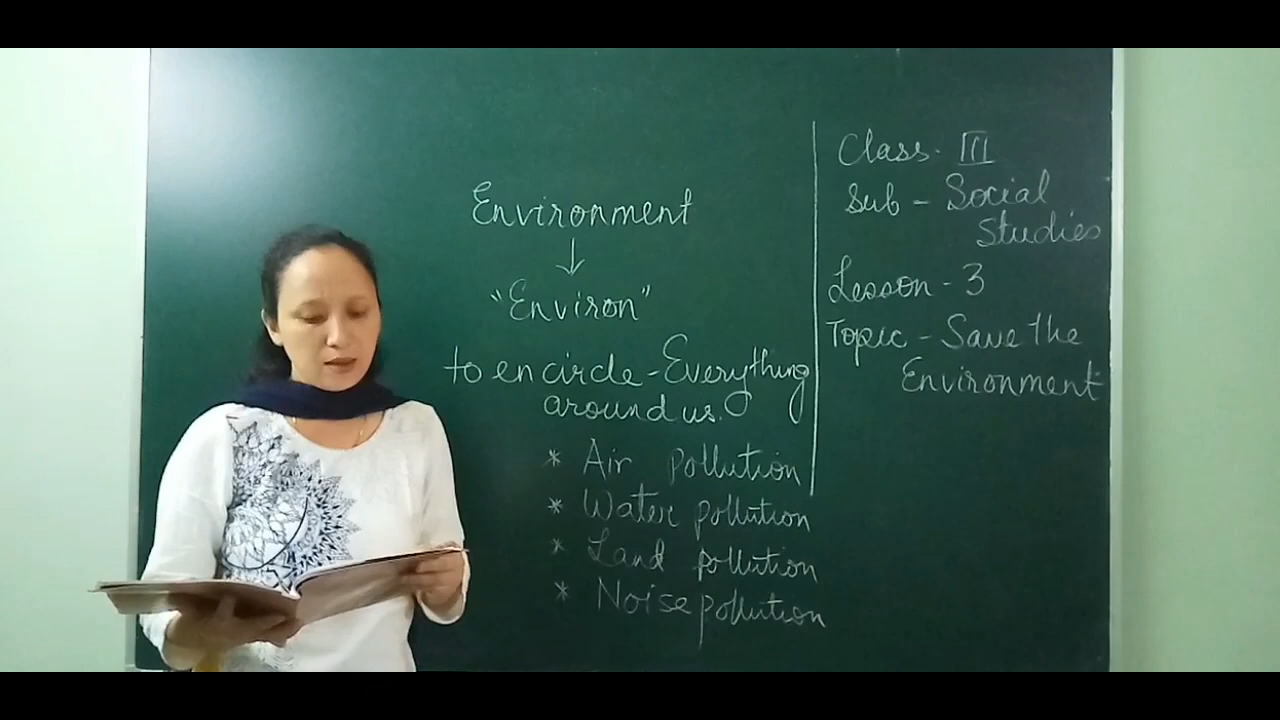 Environment
↓
"Environ"
to encircle - Everything
around us.
* Air pollution
* Water pollution
* Land pollution
* Noise pollution
Class - III
Sub - Social
Studies
Lesson - 3
Topic - Save the
Environment